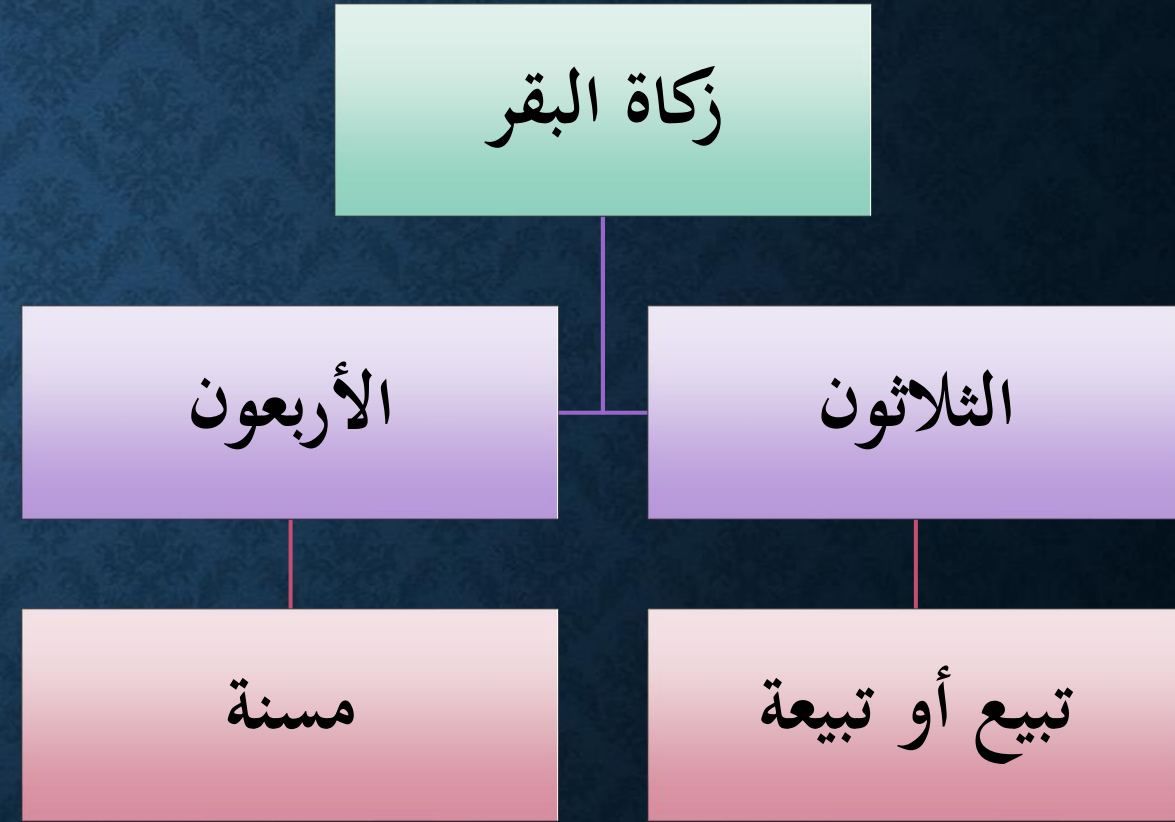 زكاة البقر
الثلاثون
الأربعون
تبيع أو تبيعة
مسنة